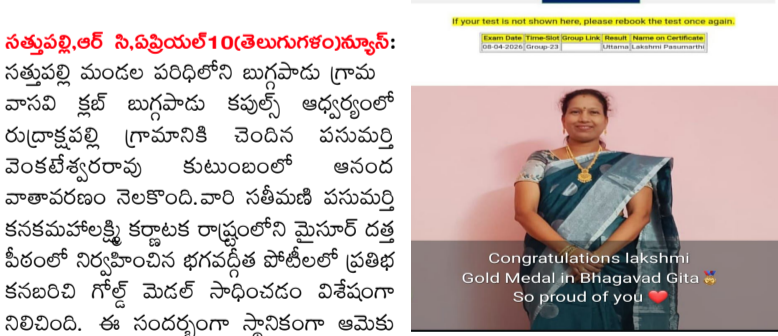 సత్తుపల్లి,ఆర్ సి,ఏప్రియల్10(తెలుగుగళం)న్యూస్:
సత్తుపల్లి మండల పరిధిలోని బుగ్గపాడు గ్రామ
వాసవి క్లబ్ బుగ్గపాడు కపుల్స్ ఆధ్వర్యంలో
రుద్రాక్షపల్లి గ్రామానికి చెందిన పసుమర్తి
వెంకటేశ్వరరావు కుటుంబంలో ఆనంద
వాతావరణం నెలకొంది.వారి సతీమణి పసుమర్తి
కనకమహాలక్ష్మి కర్ణాటక రాష్ట్రంలోని మైసూర్ దత్త
పీఠంలో నిర్వహించిన భగవద్గీత పోటీలలో ప్రతిభ
కనబరిచి గోల్డ్ మెడల్ సాధించడం విశేషంగా
నిలిచింది. ఈ సందర్భంగా స్థానికంగా ఆమెకు
If your test is not shown here, please rebook the test once again.
Exam Date Time-Slot Group Link Result Name on Certificate
08-04-2026 Group-23 Uttama Lakshmi Pasumarthi
Congratulations lakshmi
Gold Medal in Bhagavad Gita 🏅
So proud of you ❤️